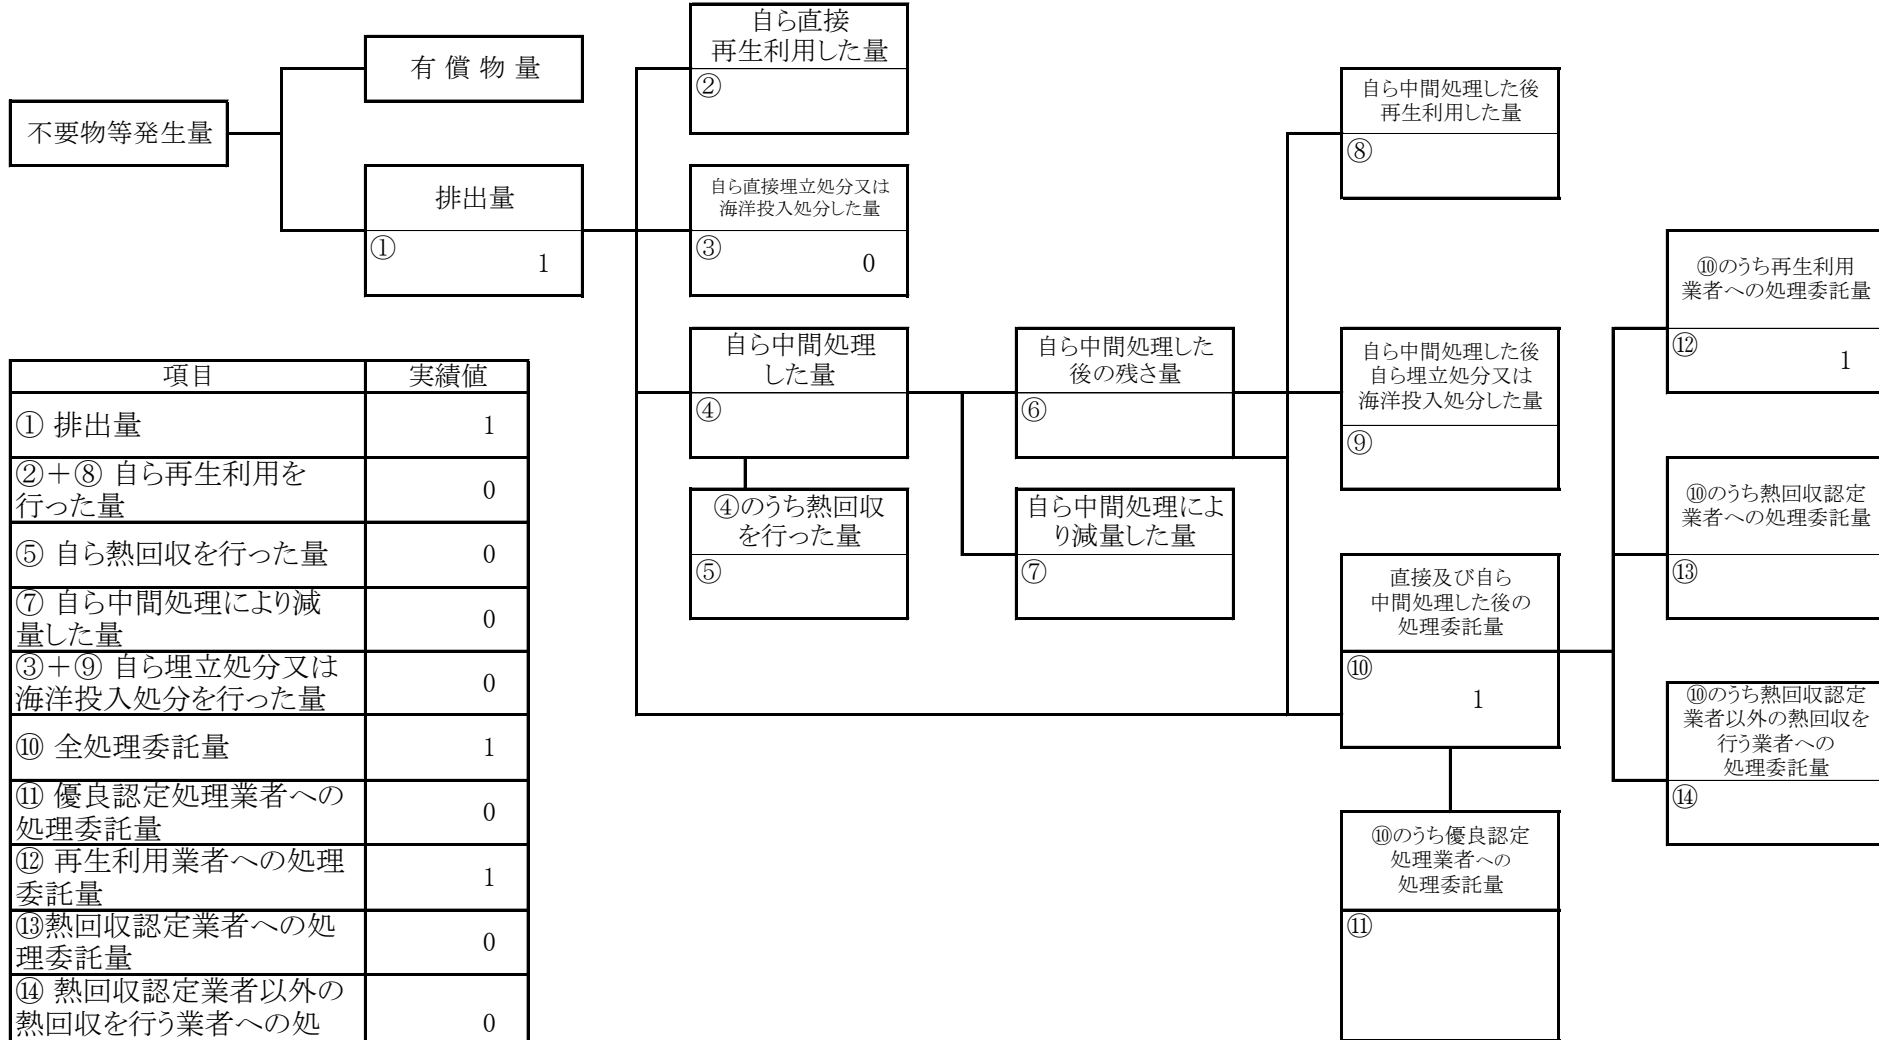 不要物等発生量
有 償 物 量
排出量
①
1
自ら直接
再生利用した量
②
自ら直接埋立処分又は
海洋投入処分した量
③
0
自ら中間処理
した量
④
④のうち熱回収
を行った量
⑤
自ら中間処理した
後の残さ量
⑥
自ら中間処理によ
り減量した量
⑦
自ら中間処理した後
再生利用した量
⑧
自ら中間処理した後
自ら埋立処分又は
海洋投入処分した量
⑨
直接及び自ら
中間処理した後の
処理委託量
⑩
1
⑩のうち優良認定
処理業者への
処理委託量
⑪
⑩のうち再生利用
業者への処理委託量
⑫
1
⑩のうち熱回収認定
業者への処理委託量
⑬
⑩のうち熱回収認定
業者以外の熱回収を
行う業者への
処理委託量
⑭
項目 実績値
① 排出量 1
②＋⑧ 自ら再生利用を
行った量 0
⑤ 自ら熱回収を行った量 0
⑦ 自ら中間処理により減
量した量 0
③＋⑨ 自ら埋立処分又は
海洋投入処分を行った量 0
⑩ 全処理委託量 1
⑪ 優良認定処理業者への
処理委託量 0
⑫ 再生利用業者への処理
委託量 1
⑬熱回収認定業者への処
理委託量 0
⑭ 熱回収認定業者以外の
熱回収を行う業者への処 0